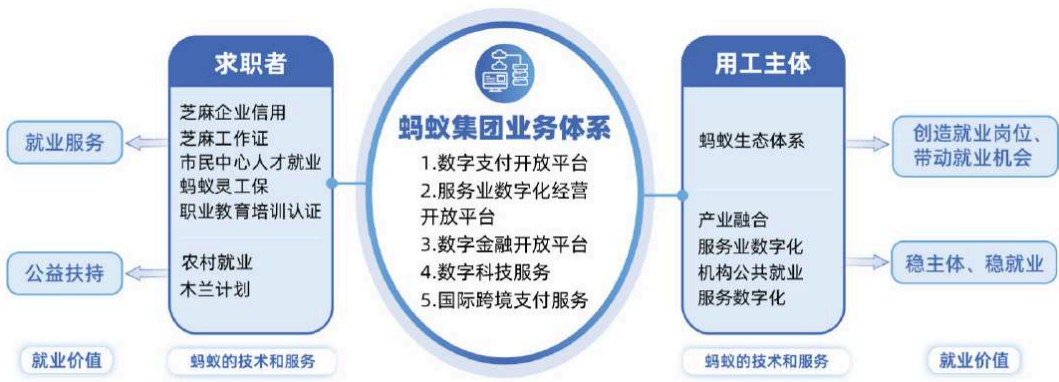 求职者
芝麻企业信用
芝麻工作证
市民中心人才就业
蚂蚁灵工保
职业教育培训认证
农村就业
木兰计划
就业服务
公益扶持
就业价值
蚂蚁的技术和服务
蚂蚁集团业务体系
1.数字支付开放平台
2.服务业数字化经营
开放平台
3.数字金融开放平台
4.数字科技服务
5.国际跨境支付服务
用工主体
蚂蚁生态体系
产业融合
服务业数字化
机构公共就业
服务数字化
创造就业岗位、
带动就业机会
稳主体、稳就业
蚂蚁的技术和服务
就业价值